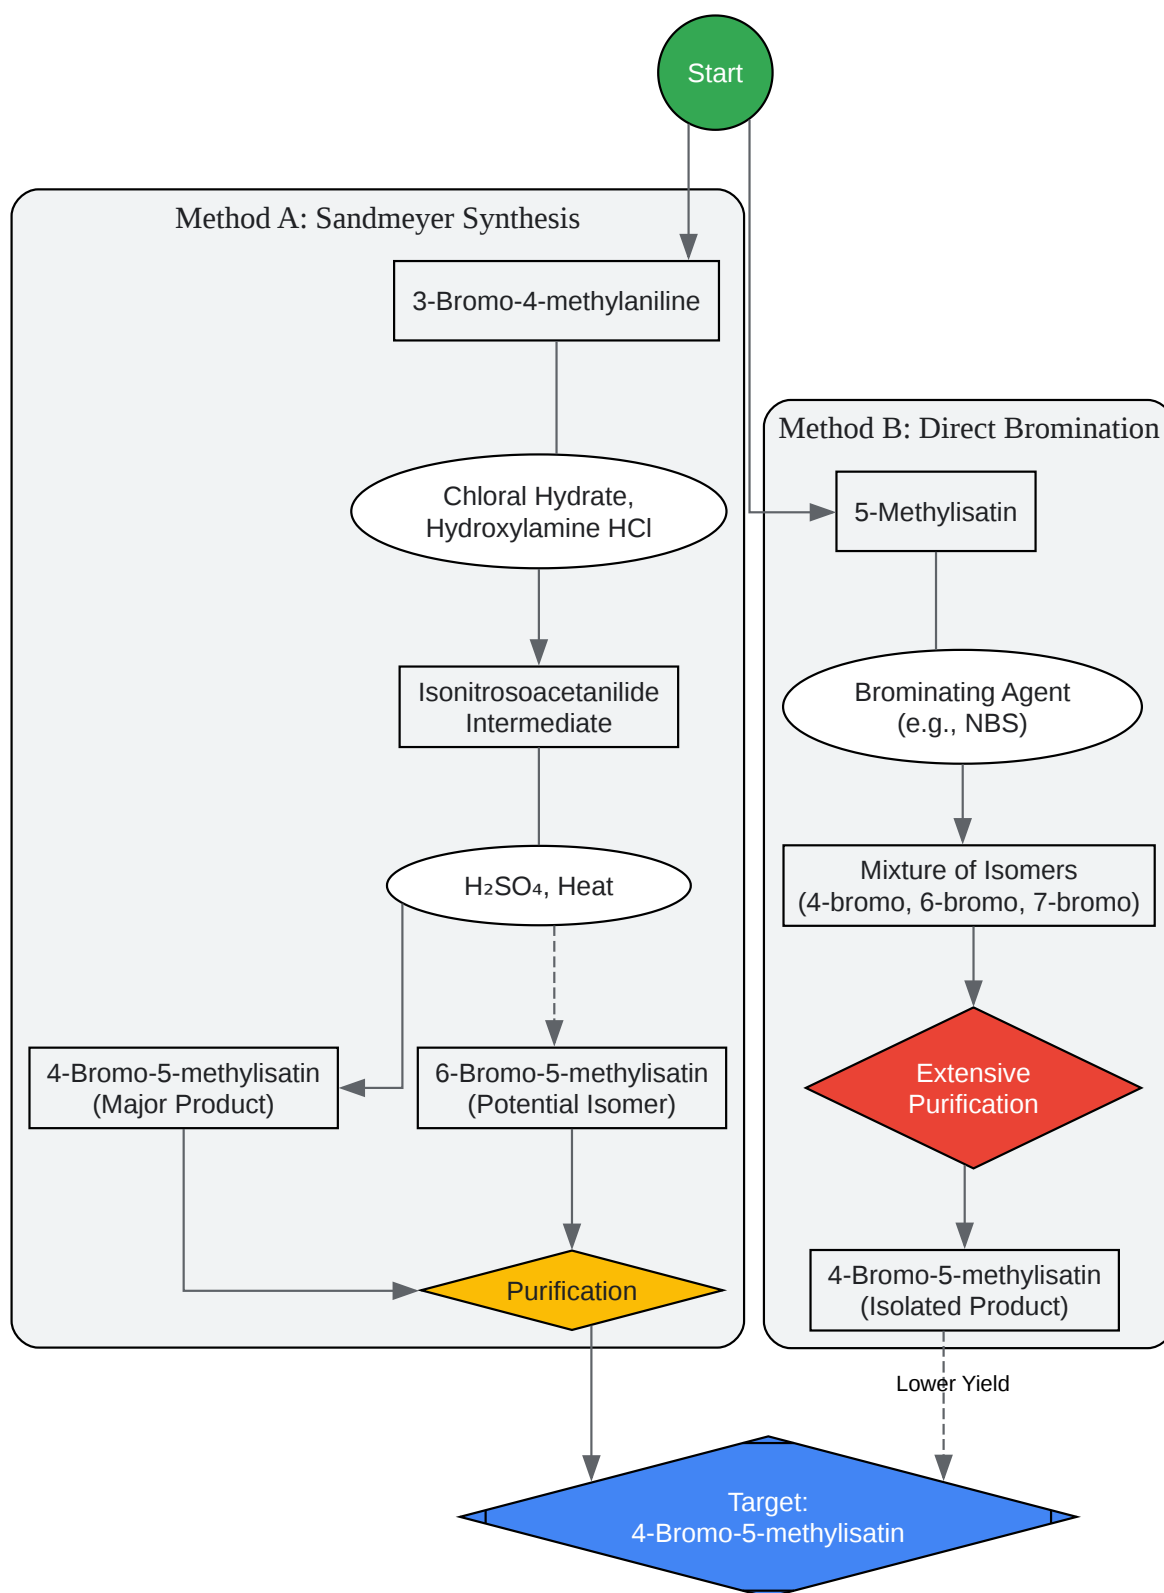 Start
Method A: Sandmeyer Synthesis
3-Bromo-4-methylaniline
Chloral Hydrate,
Hydroxylamine HCl
Isonitrosoacetanilide
Intermediate
H₂SO₄, Heat
4-Bromo-5-methylisatin
(Major Product)
6-Bromo-5-methylisatin
(Potential Isomer)
Purification
Method B: Direct Bromination
5-Methylisatin
Brominating Agent
(e.g., NBS)
Mixture of Isomers
(4-bromo, 6-bromo, 7-bromo)
Extensive
Purification
4-Bromo-5-methylisatin
(Isolated Product)
Lower Yield
Target:
4-Bromo-5-methylisatin